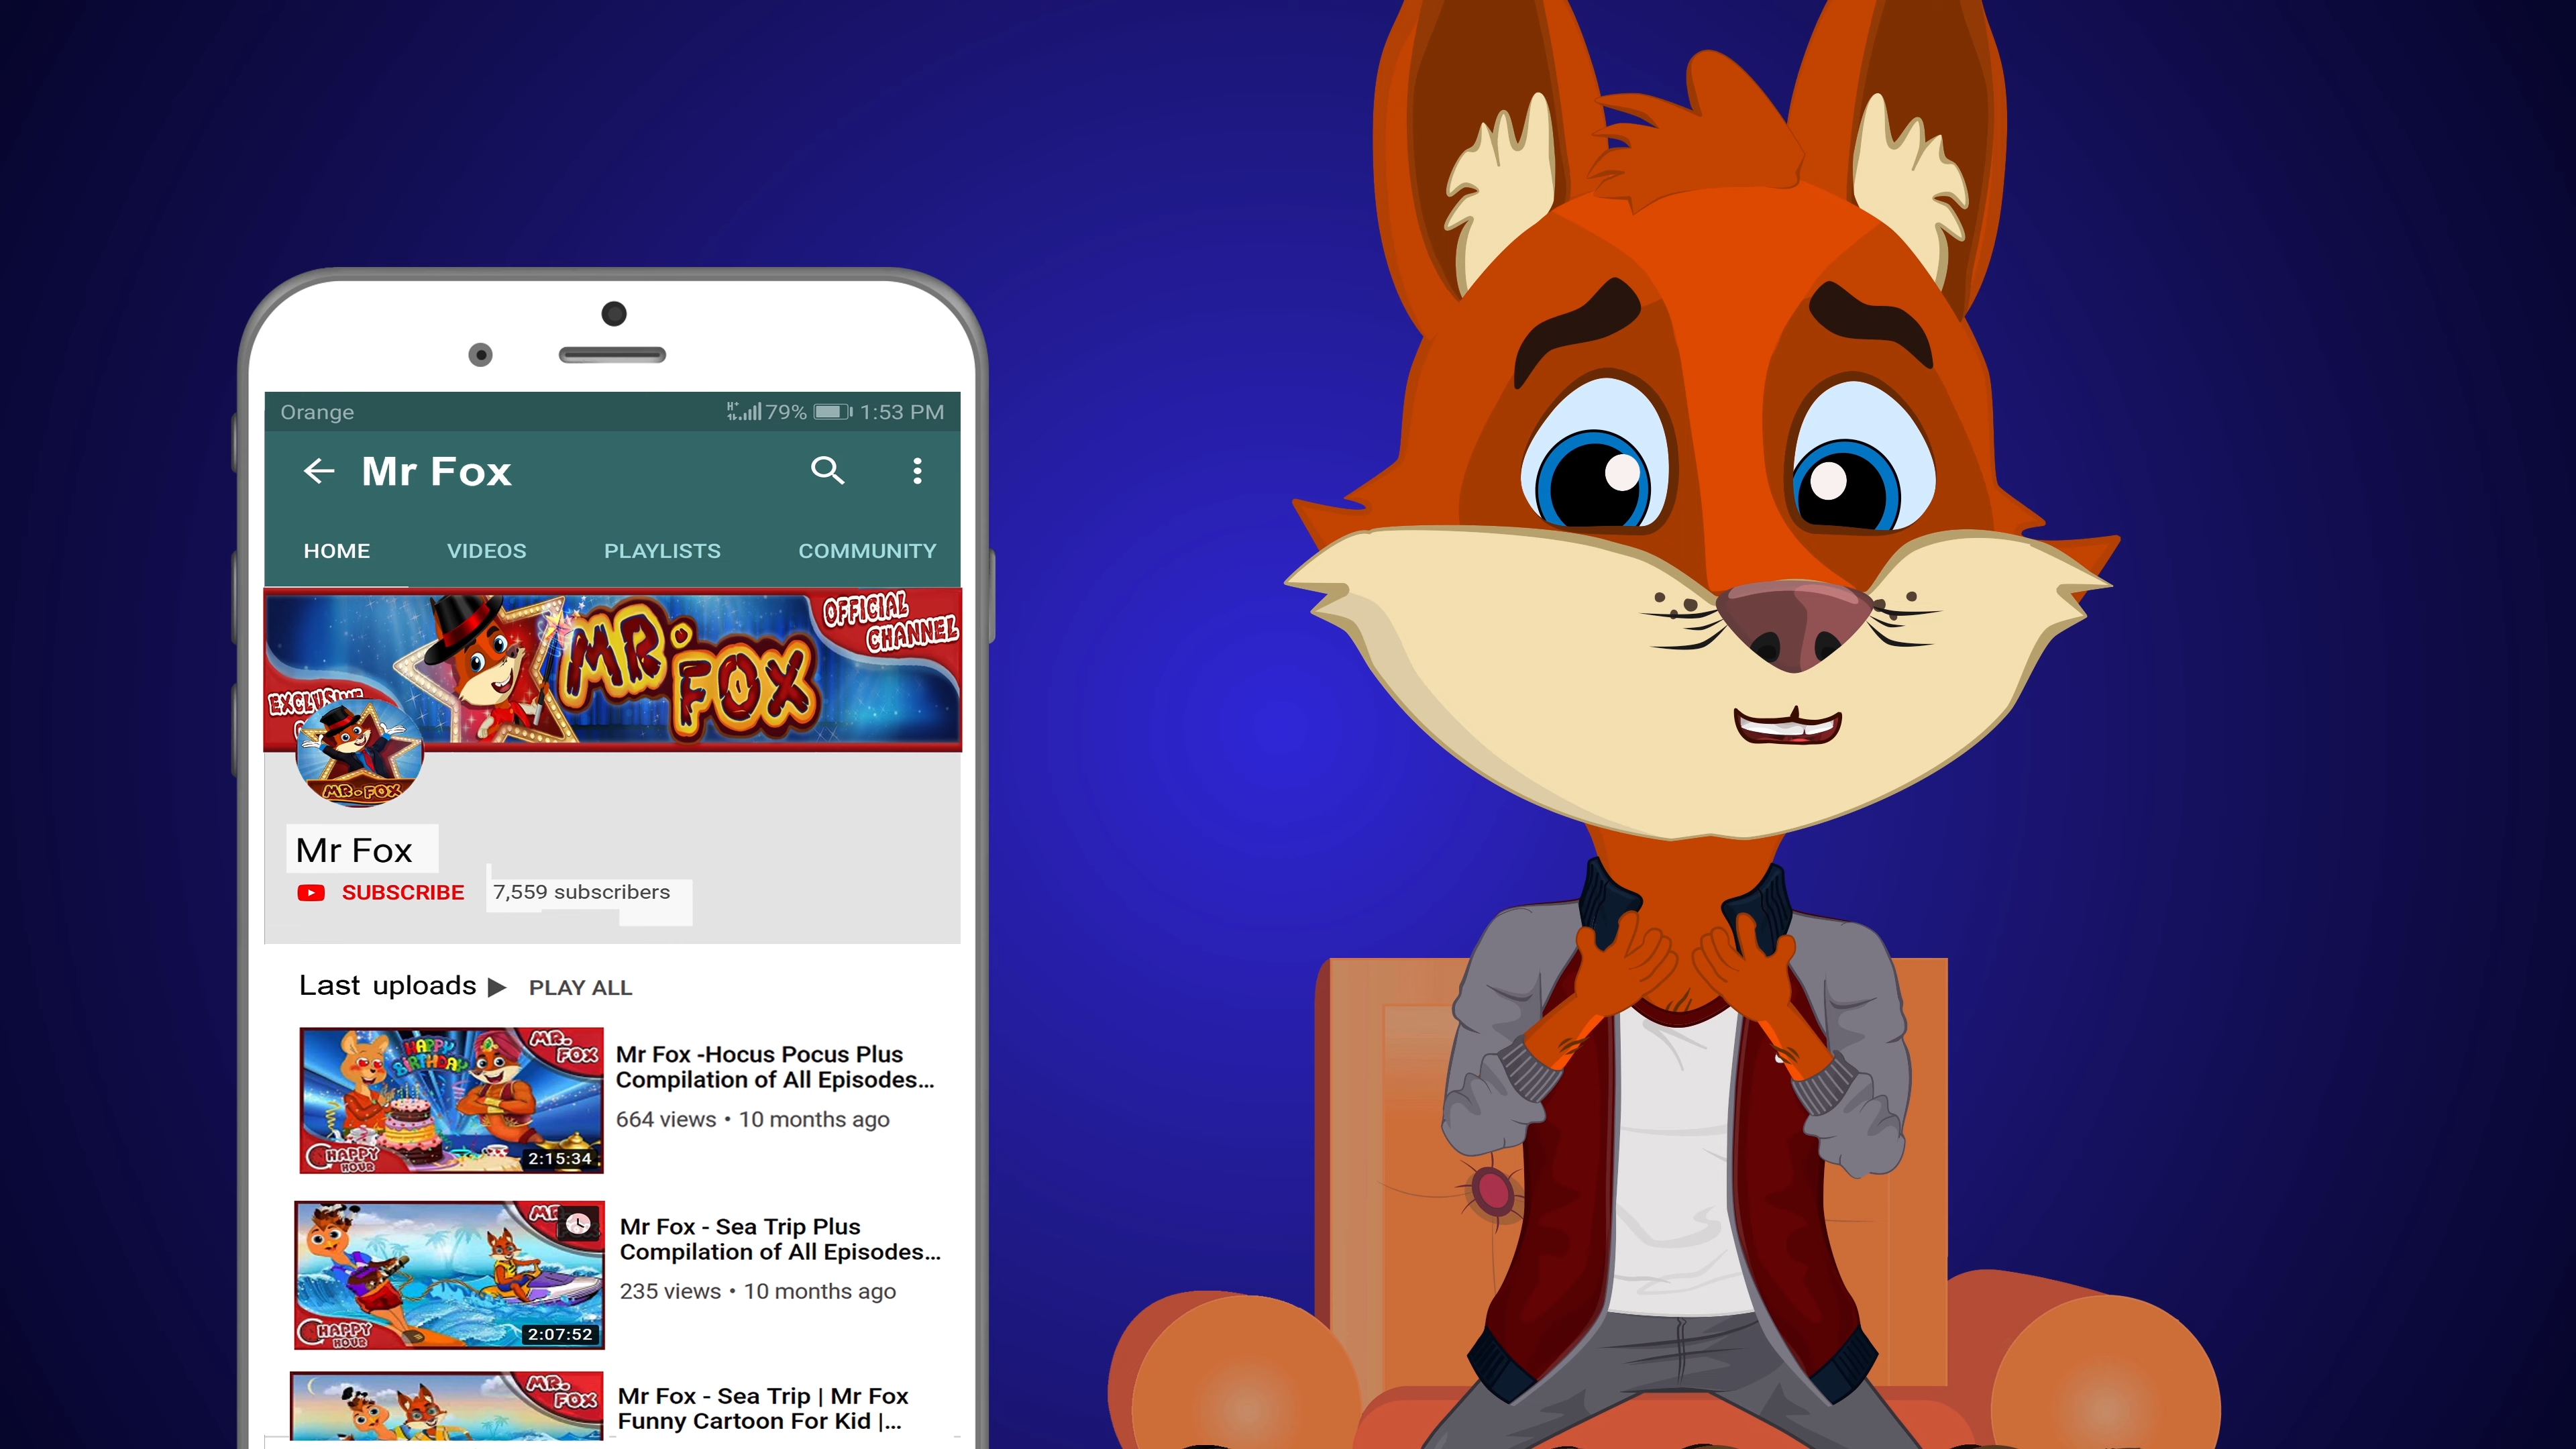 Orange 79% 1:53 PM
Mr Fox
HOME VIDEOS PLAYLISTS COMMUNITY
OFFICIAL
CHANNEL
MR.
FOX
EXCLUSIVE
MR. FOX
Mr Fox
SUBSCRIBE 7,559 subscribers
Last uploads PLAY ALL
HAPPY
BIRTHDAY
MR.
FOX
HAPPY
HOUR
2:15:34
Mr Fox -Hocus Pocus Plus
Compilation of All Episodes...
664 views • 10 months ago
HAPPY
HOUR
2:07:52
Mr Fox - Sea Trip Plus
Compilation of All Episodes...
235 views • 10 months ago
MR.
FOX
Mr Fox - Sea Trip | Mr Fox
Funny Cartoon For Kid |...